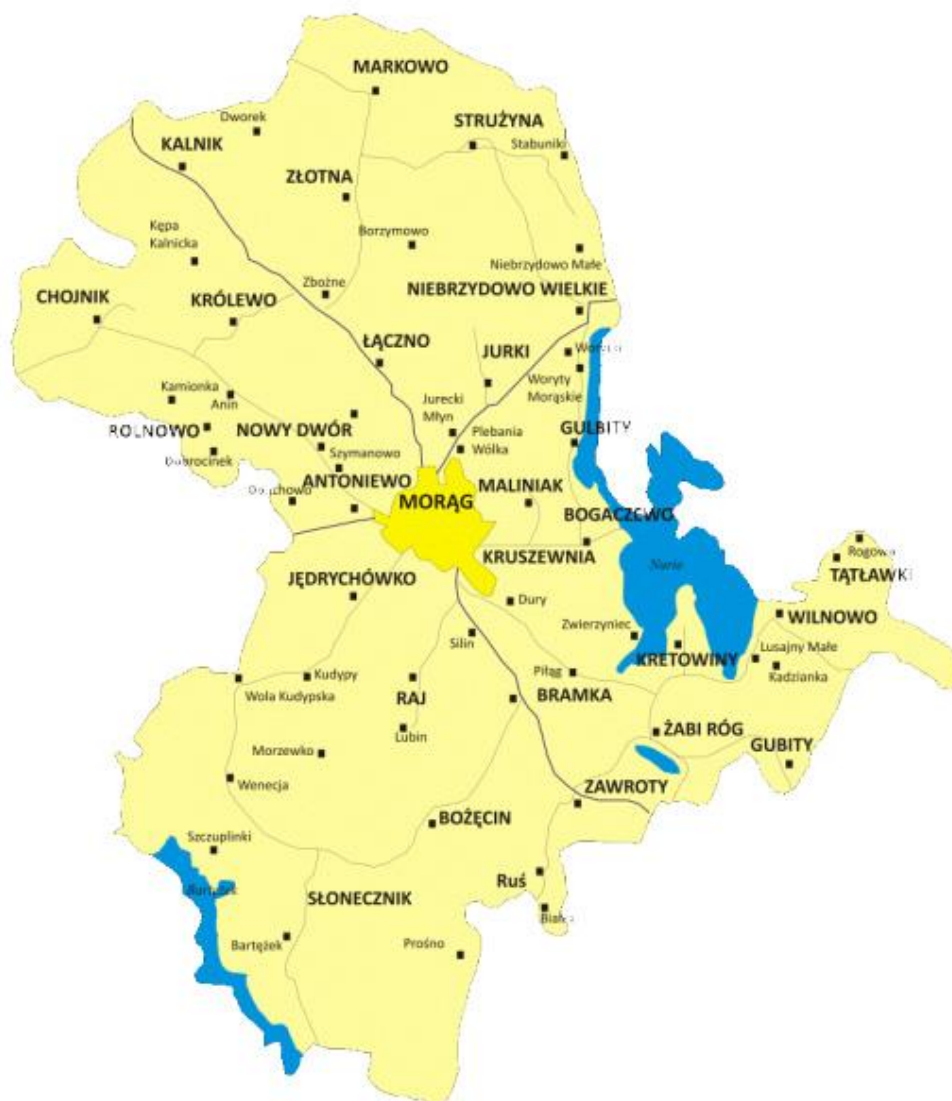 MARKOWO
Dworek
STRUŻYNA
KALNIK
Stabuniki
ZŁOTNA
Kępa
Kalnicka
Borzymowo
Niebrzydowo Małe
Zbożne
NIEBRZYDOWO WIELKIE
CHOJNIK
KRÓLEWO
ŁĄCZNO
JURKI
Woryty
Morąskie
Kamionka
Anin
Jurecki
Młyn
ROLNOWO
NOWY DWÓR
Plebania
Wólka
GULBITY
Szymanowo
Dobrocinek
ANTONIEWO
MALINIAK
MORĄG
BOGACZEWO
KRUSZEWNIA
Rogowo
Narie
TĄTŁAWKI
JĘDRYCHÓWKO
Dury
WILNOWO
Zwierzyniec
Silin
Lusajny Małe
KRETOWINY
Kadzianka
Piłąg
Kudypy
Wola Kudypska
RAJ
BRAMKA
Lubin
ŻABI RÓG
Morzewko
GUBITY
Wenecja
ZAWROTY
BOŻĘCIN
Szczuplinki
Ruś
SŁONECZNIK
Bartężek
Prośno